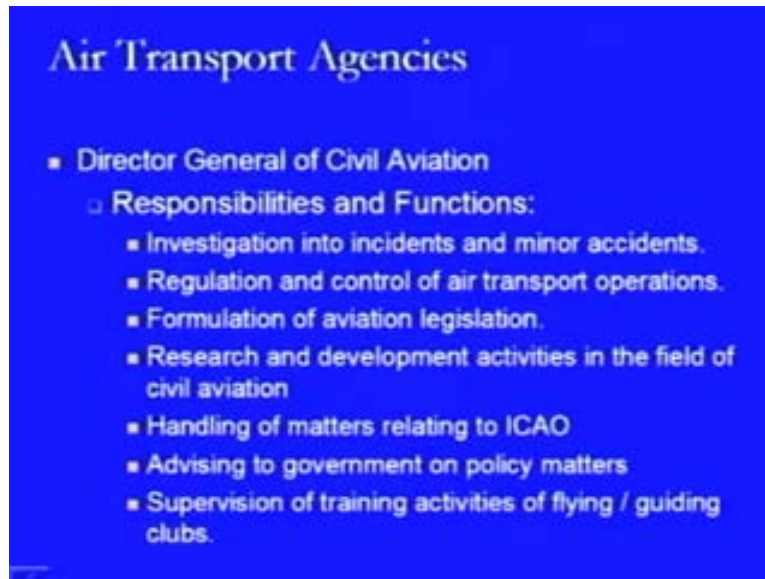 Air Transport Agencies
Director General of Civil Aviation
Responsibilities and Functions:
Investigation into incidents and minor accidents.
Regulation and control of air transport operations.
Formulation of aviation legislation.
Research and development activities in the field of
civil aviation
Handling of matters relating to ICAO
Advising to government on policy matters
Supervision of training activities of flying / guiding
clubs.